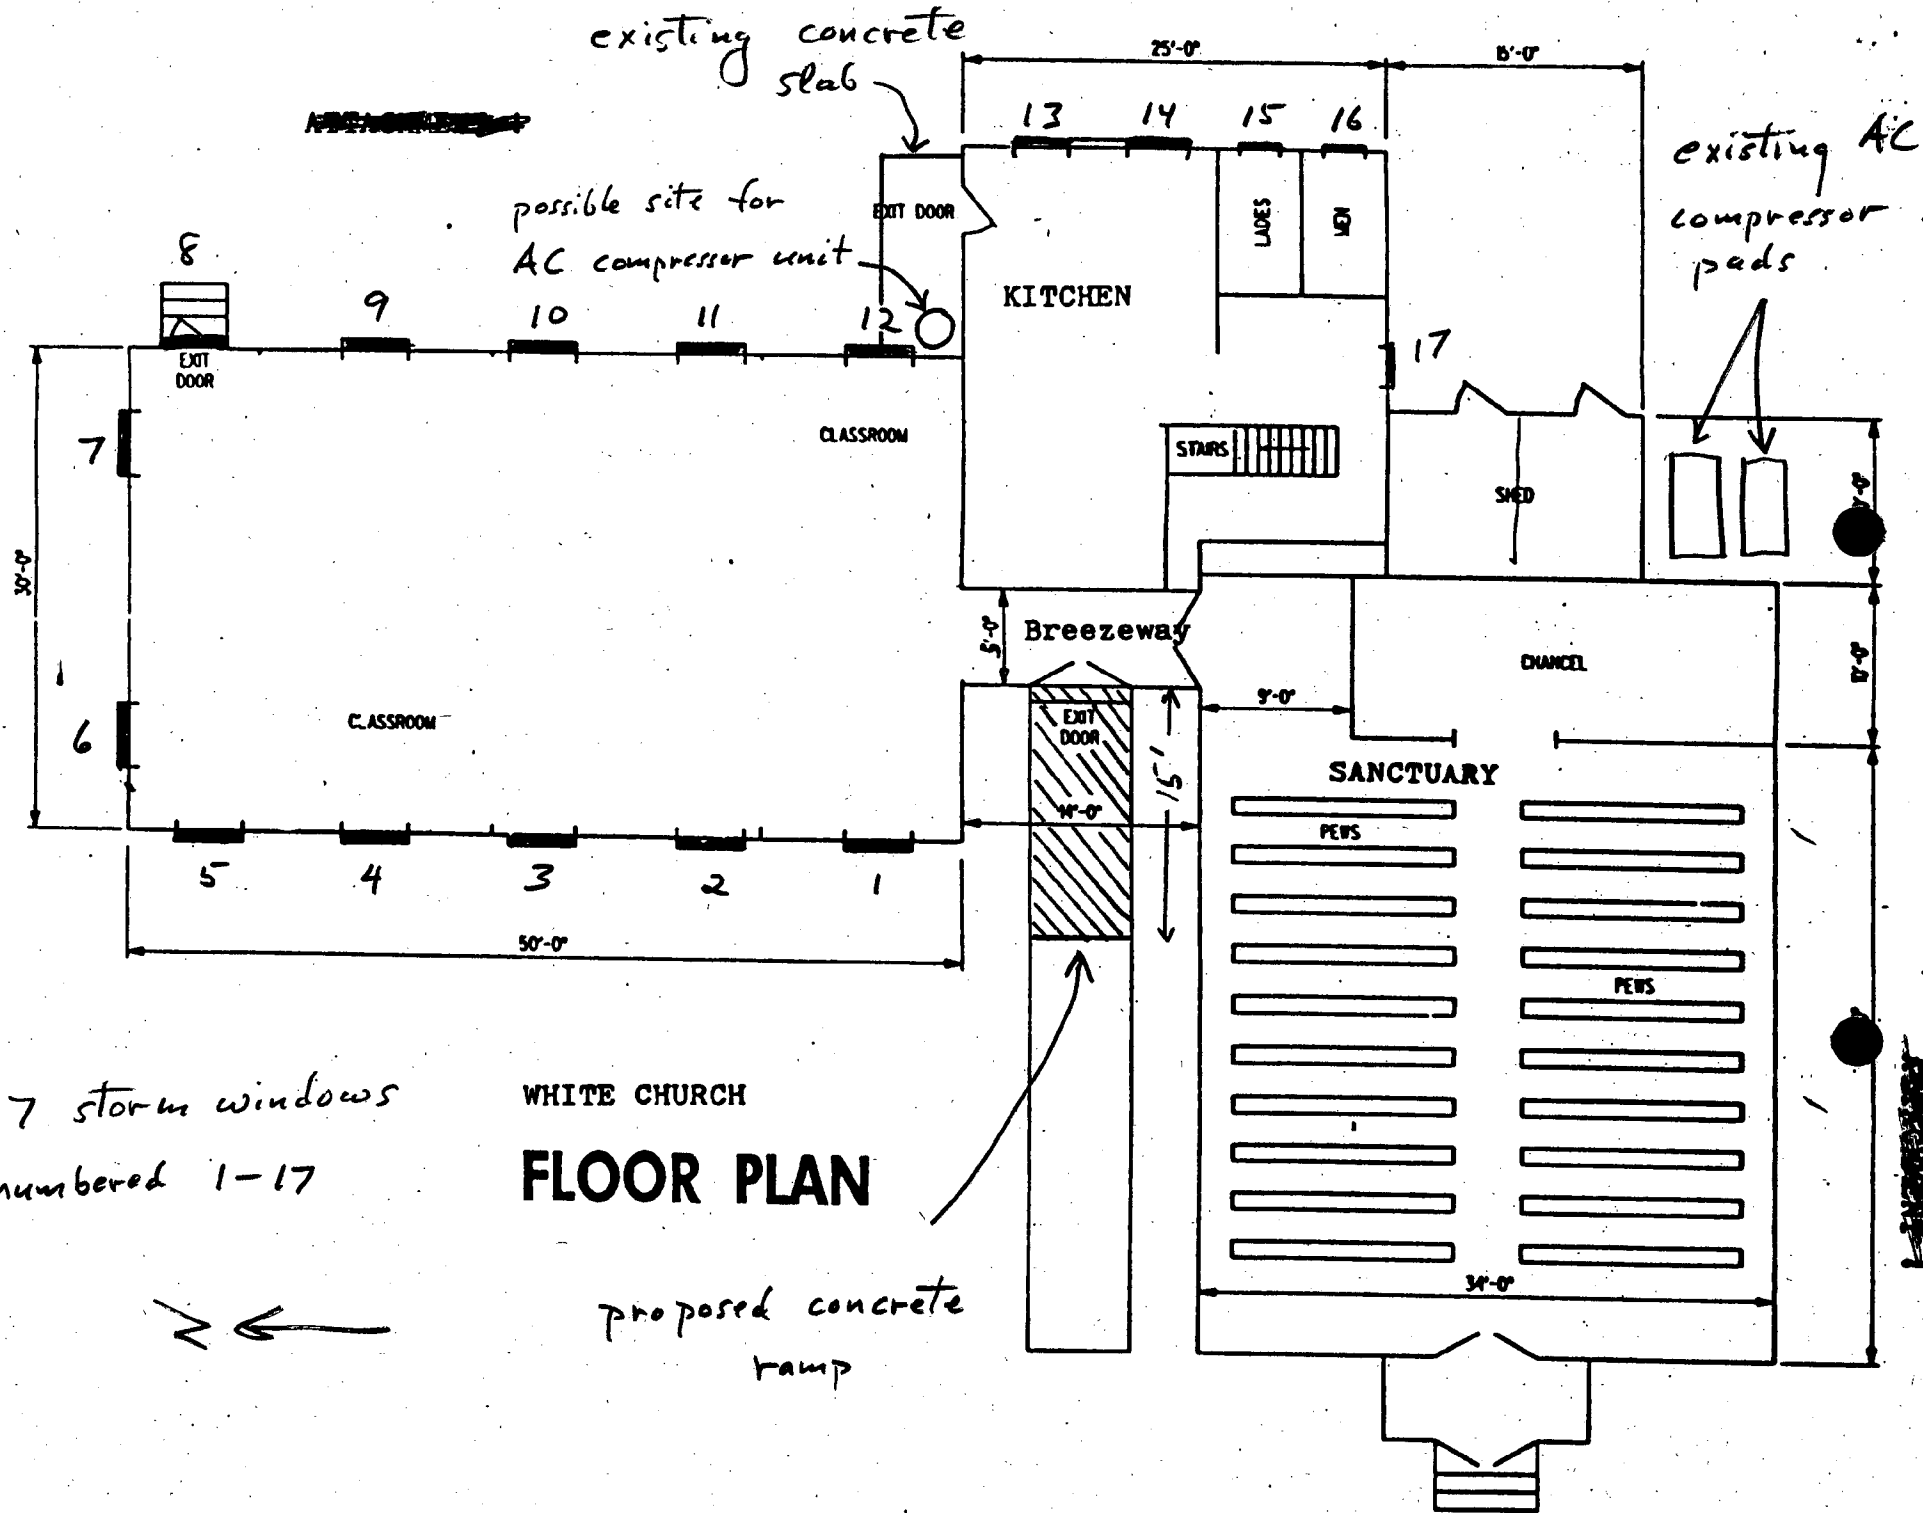 existing concrete
slab
25'-0"
15'-0"
13
14
15
16
existing AC
compressor
pads
possible site for
AC compressor unit
EXIT DOOR
LADIES
MEN
KITCHEN
8
9
10
11
12
17
EXIT
DOOR
7
CLASSROOM
STAIRS
SHED
30'-0"
5'-0"
Breezeway
CHANCEL
10'-0"
9'-0"
6
CLASSROOM
EXIT
DOOR
15'
SANCTUARY
14'-0"
PEWS
5
4
3
2
1
50'-0"
PEWS
7 storm windows
numbered 1-17
WHITE CHURCH
FLOOR PLAN
34'-0"
proposed concrete
ramp